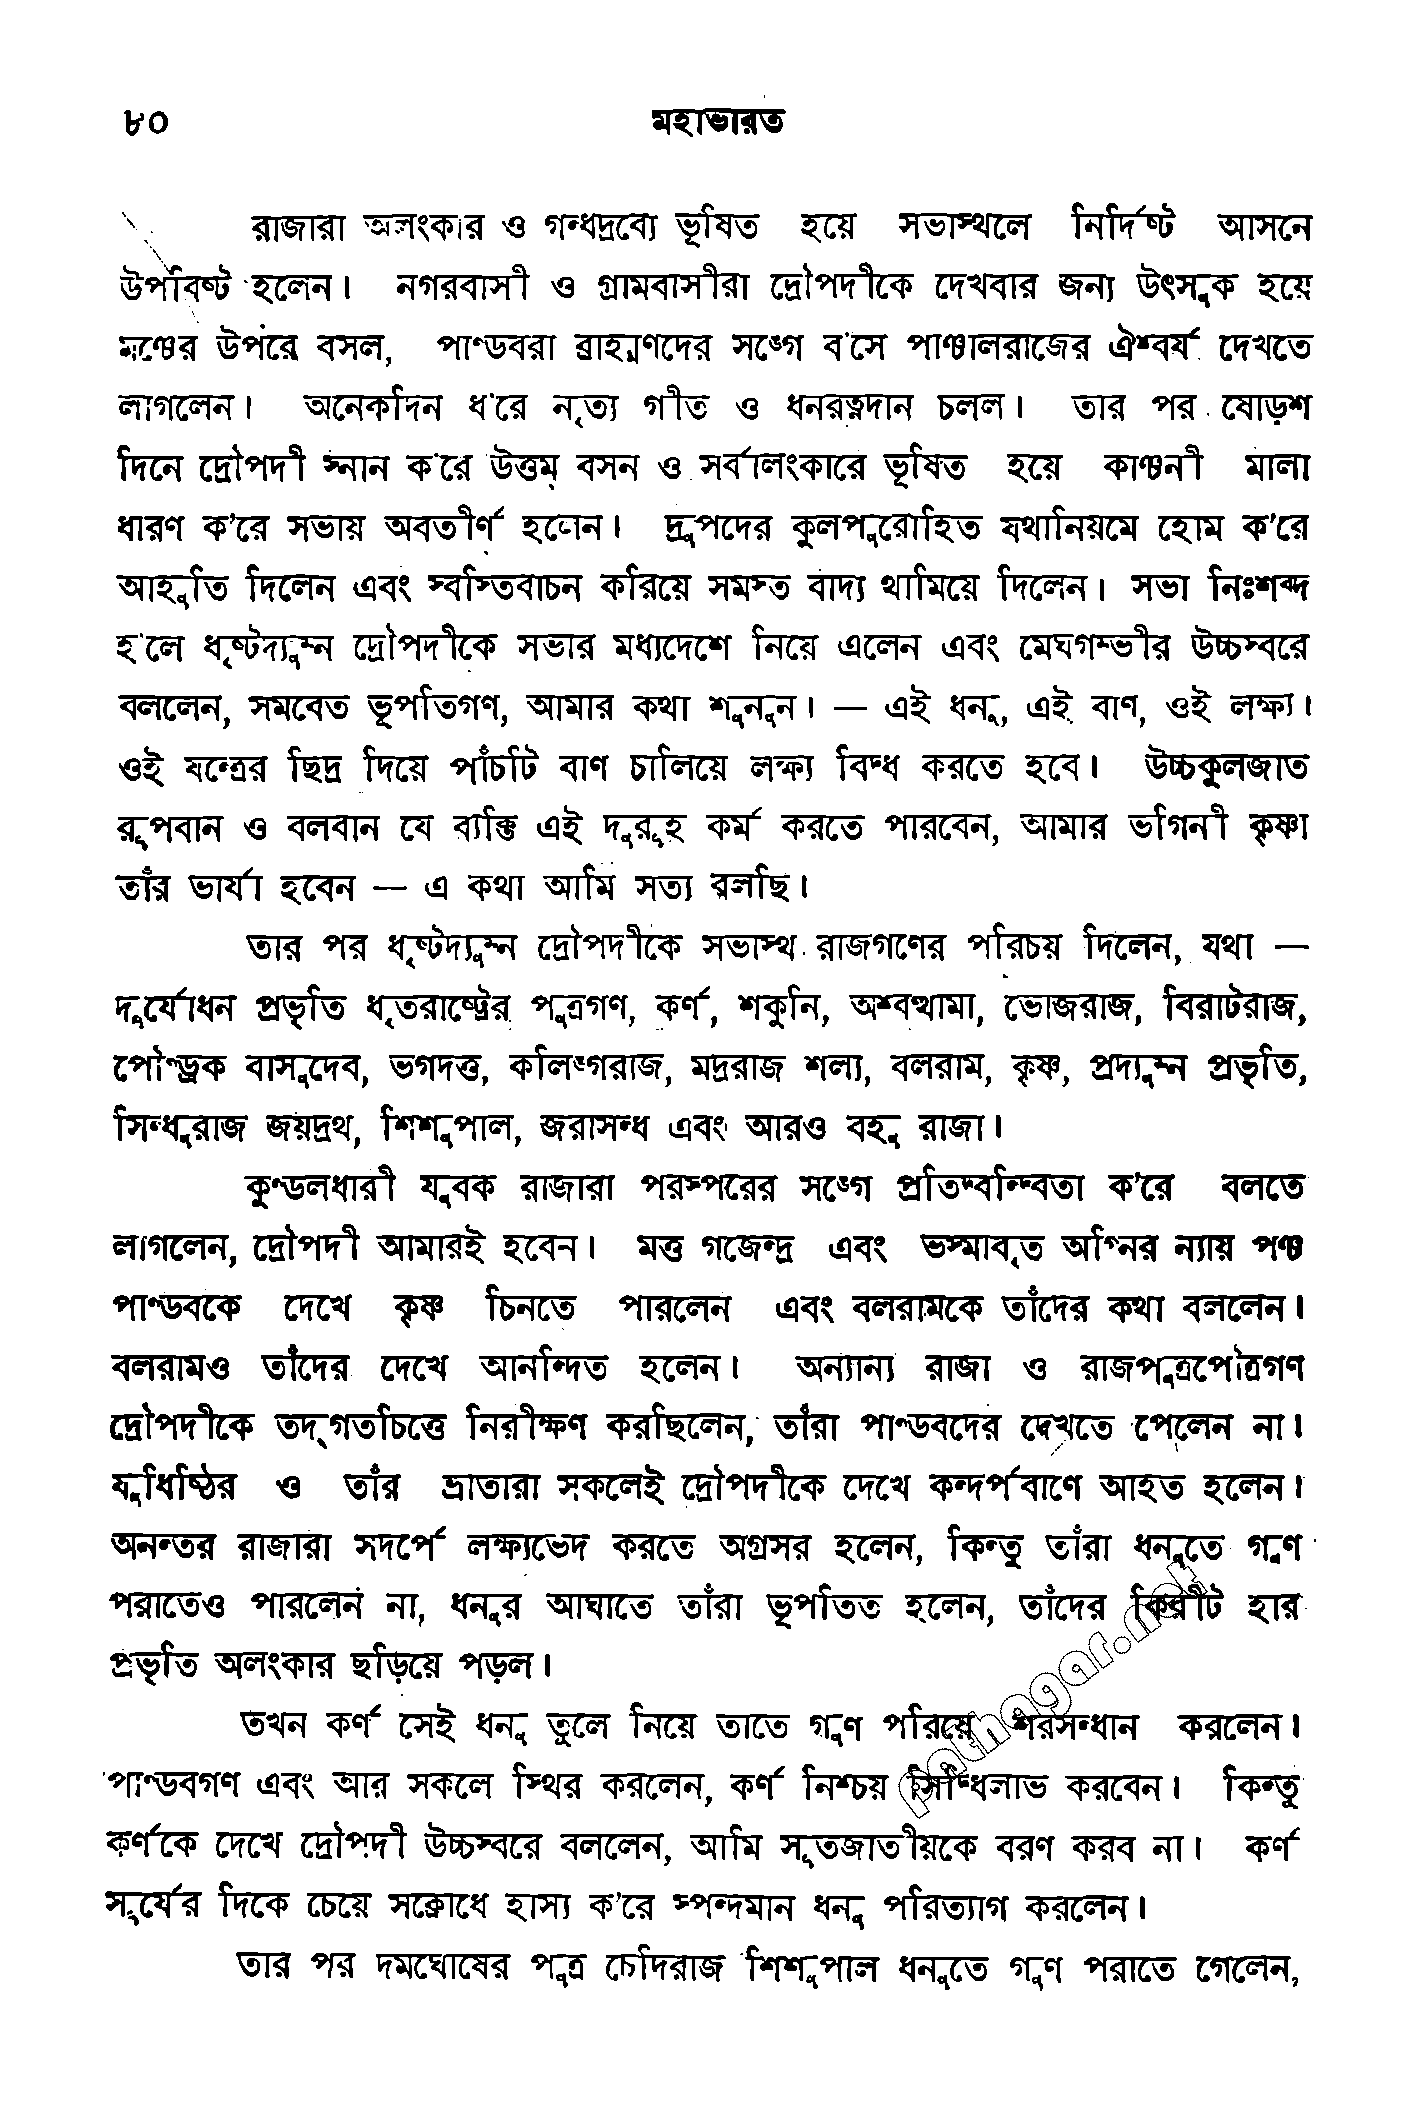 ৮০
মহাভারত
রাজারা অলংকার ও গন্ধদ্রব্যে ভূষিত হয়ে সভাস্থলে নির্দিষ্ট আসনে
উপবিষ্ট হলেন। নগরবাসী ও গ্রামবাসীরা দ্রৌপদীকে দেখবার জন্য উৎসুক হয়ে
মঞ্চের উপরে বসল, পাণ্ডবরা ব্রাহ্মণদের সঙ্গে ব'সে পাঞ্চালরাজের ঐশ্বর্য দেখতে
লাগলেন। অনেকদিন ধ'রে নৃত্য গীত ও ধনরত্নদান চলল। তার পর ষোড়শ
দিনে দ্রৌপদী স্নান ক'রে উত্তম বসন ও সর্বালংকারে ভূষিত হয়ে কাঞ্চনী মালা
ধারণ ক'রে সভায় অবতীর্ণ হলেন। দ্রুপদের কুলপুরোহিত যথানিয়মে হোম ক'রে
আহুতি দিলেন এবং স্বস্তিবাচন করিয়ে সমস্ত বাদ্য থামিয়ে দিলেন। সভা নিঃশব্দ
হ'লে ধৃষ্টদ্যুম্ন দ্রৌপদীকে সভার মধ্যদেশে নিয়ে এলেন এবং মেঘগম্ভীর উচ্চস্বরে
বললেন, সমবেত ভূপতিগণ, আমার কথা শুনুন। — এই ধনু, এই বাণ, ওই লক্ষ্য।
ওই যন্ত্রের ছিদ্র দিয়ে পাঁচটি বাণ চালিয়ে লক্ষ্য বিদ্ধ করতে হবে। উচ্চকুলজাত
রূপবান ও বলবান যে ব্যক্তি এই দুরূহ কর্ম করতে পারবেন, আমার ভগিনী কৃষ্ণা
তাঁর ভার্যা হবেন — এ কথা আমি সত্য বলছি।
তার পর ধৃষ্টদ্যুম্ন দ্রৌপদীকে সভাস্থ রাজগণের পরিচয় দিলেন, যথা —
দুর্যোধন প্রভৃতি ধৃতরাষ্ট্রের পুত্রগণ, কর্ণ, শকুনি, অশ্বত্থামা, ভোজরাজ, বিরাটরাজ,
পৌণ্ড্রক বাসুদেব, ভগদত্ত, কলিঙ্গরাজ, মদ্ররাজ শল্য, বলরাম, কৃষ্ণ, প্রদ্যুম্ন প্রভৃতি,
সিন্ধুরাজ জয়দ্রথ, শিশুপাল, জরাসন্ধ এবং আরও বহু রাজা।
কুণ্ডলধারী যুবক রাজারা পরস্পরের সঙ্গে প্রতিদ্বন্দ্বিতা ক'রে বলতে
লাগলেন, দ্রৌপদী আমারই হবেন। মত্ত গজেন্দ্র এবং ভস্মাবৃত অগ্নির ন্যায় পঞ্চ
পাণ্ডবকে দেখে কৃষ্ণ চিনতে পারলেন এবং বলরামকে তাঁদের কথা বললেন।
বলরামও তাঁদের দেখে আনন্দিত হলেন। অন্যান্য রাজা ও রাজপুত্রপৌত্রগণ
দ্রৌপদীকে তদ্‌গতচিত্তে নিরীক্ষণ করছিলেন, তাঁরা পাণ্ডবদের দেখতে পেলেন না।
যুধিষ্ঠির ও তাঁর ভ্রাতারা সকলেই দ্রৌপদীকে দেখে কন্দর্পবাণে আহত হলেন।
অনন্তর রাজারা সদর্পে লক্ষ্যভেদ করতে অগ্রসর হলেন, কিন্তু তাঁরা ধনুতে গুণ
পরাতেও পারলেন না, ধনুর আঘাতে তাঁরা ভূপতিত হলেন, তাঁদের কিরীট হার
প্রভৃতি অলংকার ছড়িয়ে পড়ল।
তখন কর্ণ সেই ধনু তুলে নিয়ে তাতে গুণ পরিয়ে শরসন্ধান করলেন।
পাণ্ডবগণ এবং আর সকলে স্থির করলেন, কর্ণ নিশ্চয় সিদ্ধিলাভ করবেন। কিন্তু
কর্ণকে দেখে দ্রৌপদী উচ্চস্বরে বললেন, আমি সূতজাতীয়কে বরণ করব না। কর্ণ
সূর্যের দিকে চেয়ে সক্রোধে হাস্য ক'রে স্পন্দমান ধনু পরিত্যাগ করলেন।
তার পর দমঘোষের পুত্র চেদিরাজ শিশুপাল ধনুতে গুণ পরাতে গেলেন,
pathagar.net